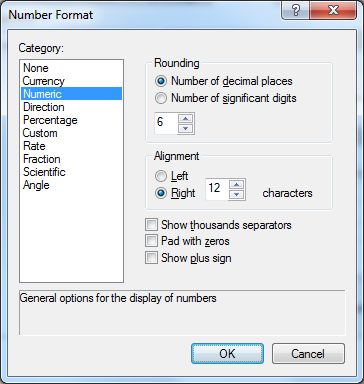 Number Format
Category:
None
Currency
Numeric
Direction
Percentage
Custom
Rate
Fraction
Scientific
Angle
Rounding
Number of decimal places
Number of significant digits
6
Alignment
Left
Right 12 characters
Show thousands separators
Pad with zeros
Show plus sign
General options for the display of numbers
OK Cancel